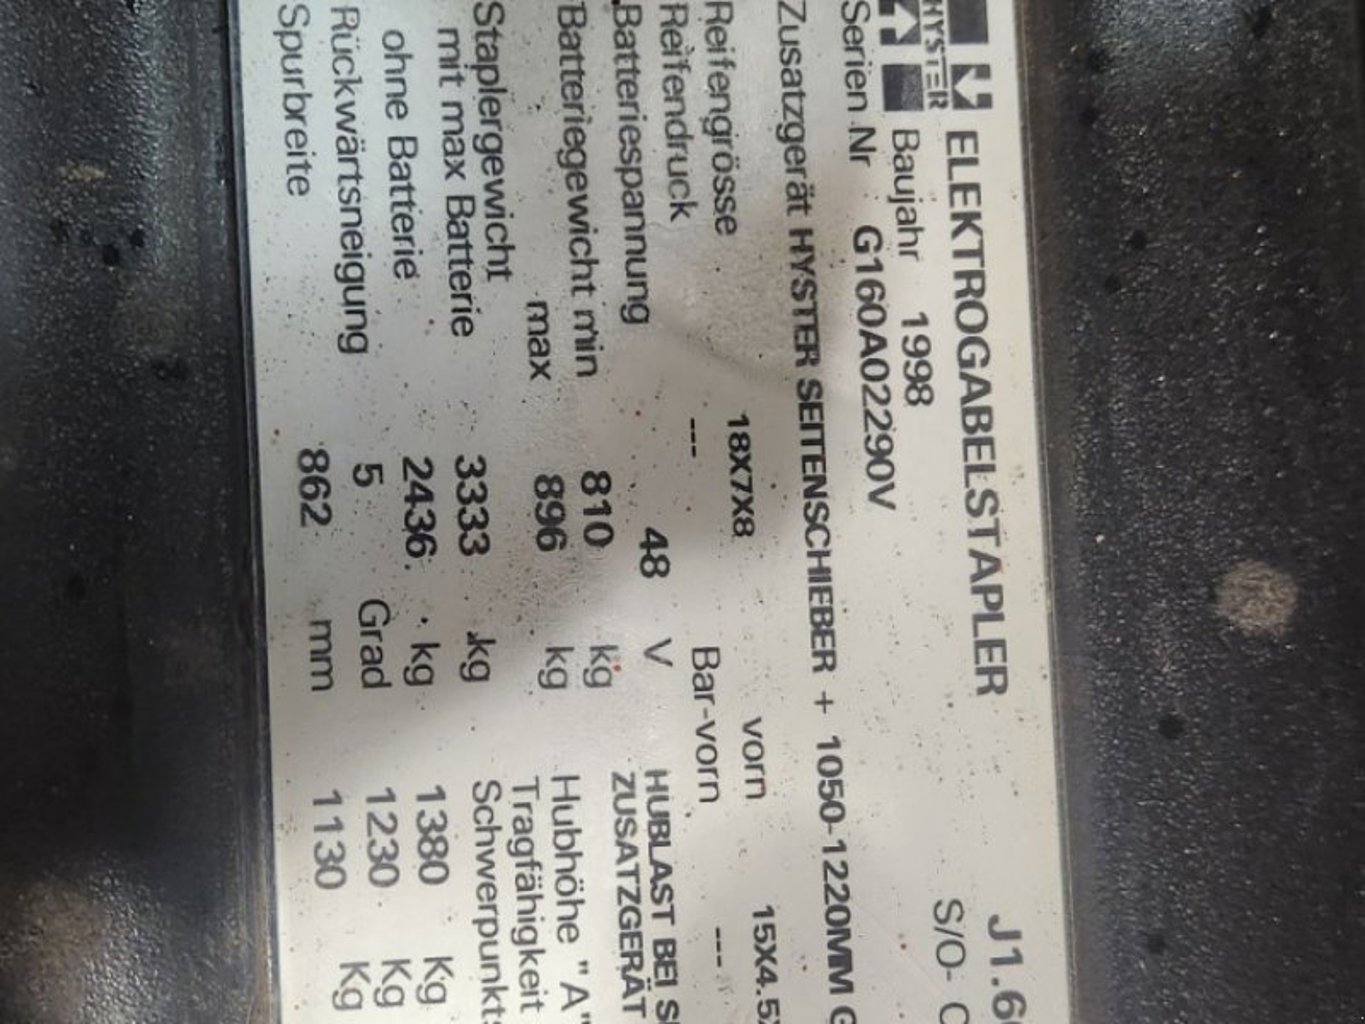 HYSTER
ELEKTROGABELSTAPLER J1.6
Baujahr 1998 S/O-
Serien Nr G160A02290V
Zusatzgerät HYSTER SEITENSCHIEBER + 1050-1220MM G
Reifengrösse 18X7X8 vorn 15X4.5X
Reifendruck --- Bar-vorn ---
Batteriespannung 48 V HUBLAST BEI
Batteriegewicht min 810 kg ZUSATZGERÄT
max 896 kg Hubhöhe "A"
Staplergewicht Tragfähigkeit
mit max Batterie 3333 kg Schwerpunkts
ohne Batterie 2436 kg 1380 Kg
Rückwärtsneigung 5 Grad 1230 Kg
Spurbreite 862 mm 1130 Kg